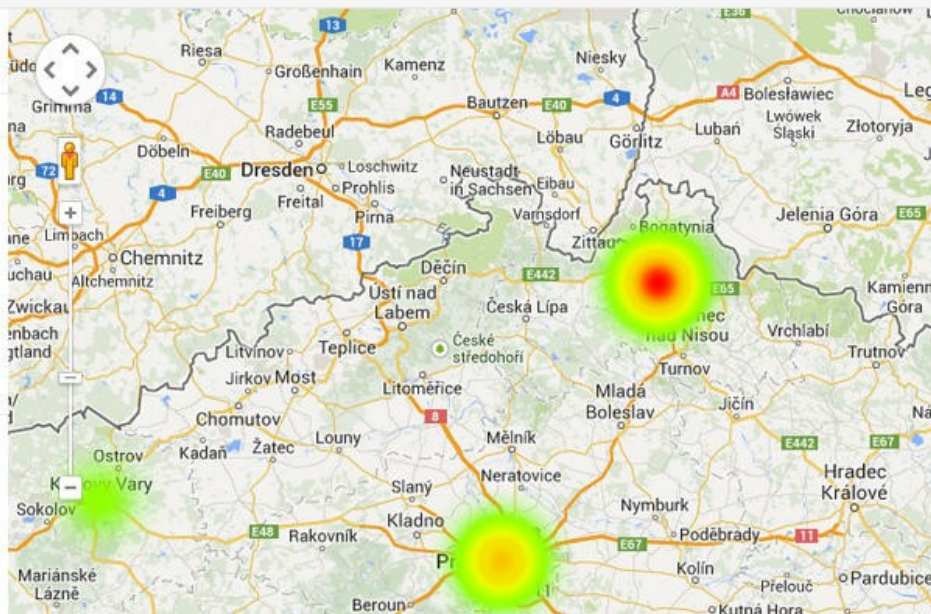 13
E36
Riesa
Großenhain
Kamenz
Niesky
14
Grimma
E55
Bautzen
E40
4
A4
Bolesławiec
Radebeul
Löbau
Görlitz
Lubań
Lwówek
Śląski
Złotoryja
Döbeln
72
E40
Dresden
Loschwitz
Prohlis
Neustadt
in Sachsen
Eibau
4
Freiberg
Freital
Pirna
Varnsdorf
Bogatynia
Jelenia Góra
E65
Limbach
17
Chemnitz
Altchemnitz
Zwickau
Děčín
E442
E65
Ústí nad
Labem
Česká Lípa
nad Nisou
Vrchlabí
Kamienna
Góra
Trutnov
Teplice
České
středohoří
Litvínov
Turnov
Jirkov
Most
Litoměřice
Mladá
Boleslav
Jičín
Chomutov
8
Kadaň
Žatec
Louny
Mělník
E442
E67
Ostrov
Neratovice
Hradec
Králové
Slaný
Sokolov
Kladno
Nymburk
E48
Rakovník
E67
Poděbrady
11
Mariánské
Lázně
Kolín
Přelouč
Pardubice
Beroun
Kutná Hora